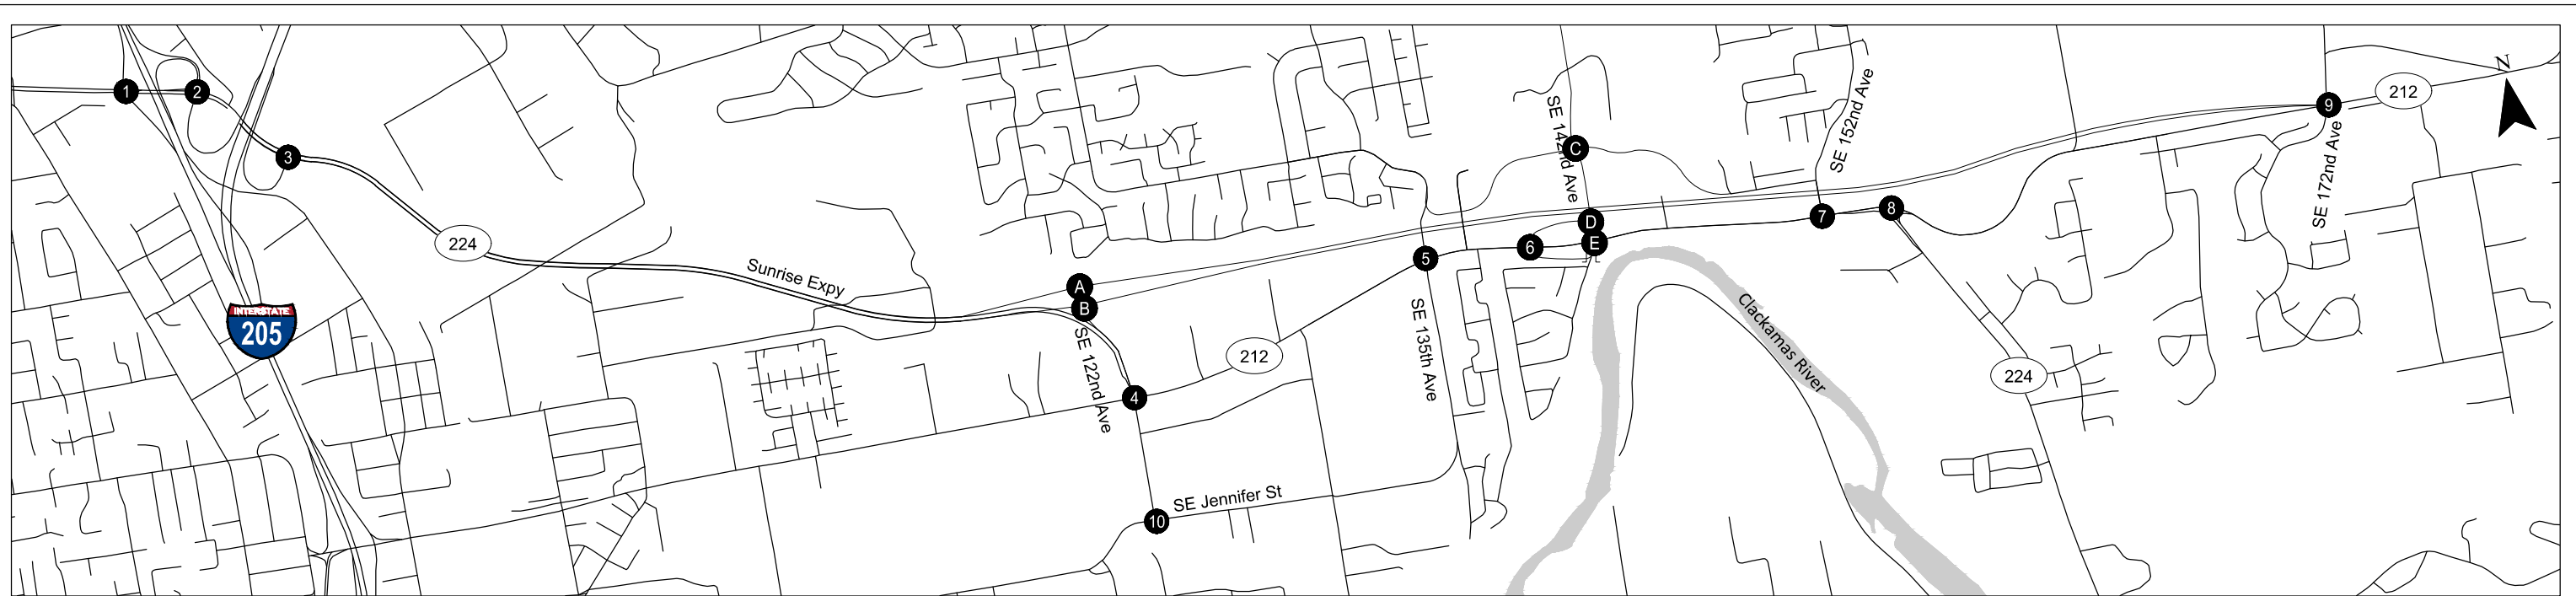 N
1
2
212
9
SE 142nd Ave
SE 152nd Ave
C
3
SE 172nd Ave
8
7
D
224
6
E
5
Sunrise Expy
A
B
INTERSTATE
205
SE 122nd Ave
SE 135th Ave
Clackamas River
212
224
4
SE Jennifer St
10